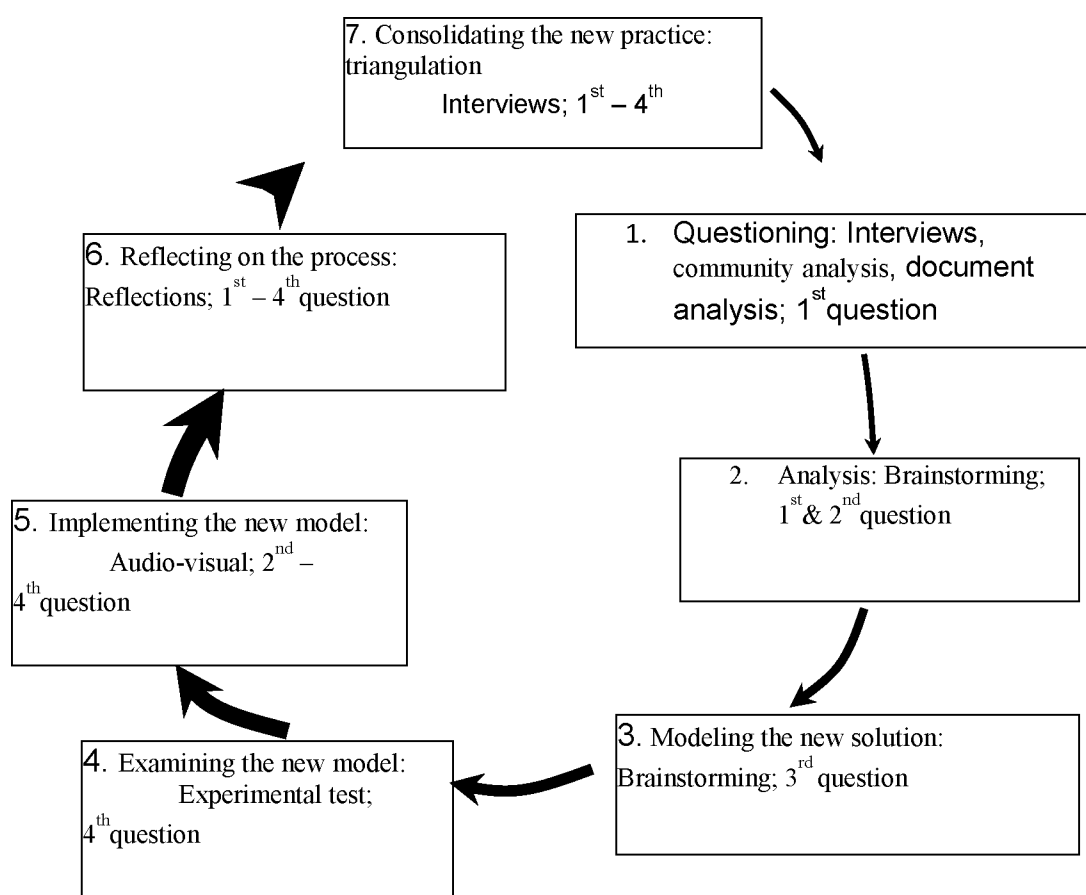 7. Consolidating the new practice:
triangulation
Interviews; 1st – 4th
1. Questioning: Interviews,
community analysis, document
analysis; 1st question
2. Analysis: Brainstorming;
1st & 2nd question
3. Modeling the new solution:
Brainstorming; 3rd question
4. Examining the new model:
Experimental test;
4th question
5. Implementing the new model:
Audio-visual; 2nd –
4th question
6. Reflecting on the process:
Reflections; 1st – 4th question